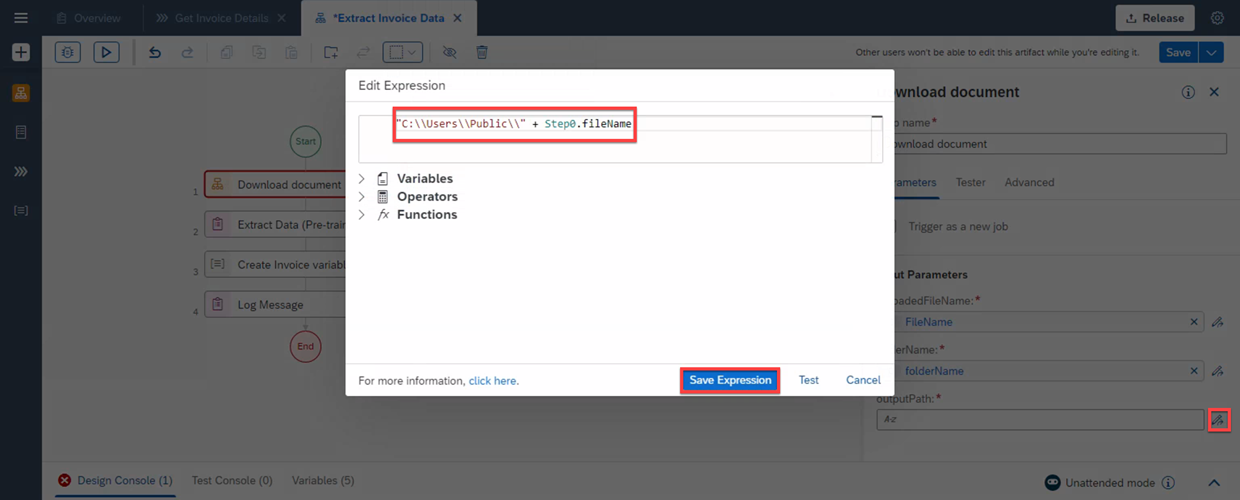 Overview
Get Invoice Details
*Extract Invoice Data
Release
Other users won't be able to edit this artifact while you're editing it.
Save
Edit Expression
"C:\\Users\\Public\\" + Step0.fileName
Variables
Operators
Functions
For more information, click here.
Save Expression
Test
Cancel
Start
1 Download document
2 Extract Data (Pre-train
3 Create Invoice variab
4 Log Message
End
ownload document
name*
wnload document
rameters
Tester
Advanced
Trigger as a new job
ut Parameters
oadedFileName:*
FileName
erName:*
folderName
outputPath:*
A-z
Design Console (1)
Test Console (0)
Variables (5)
Unattended mode